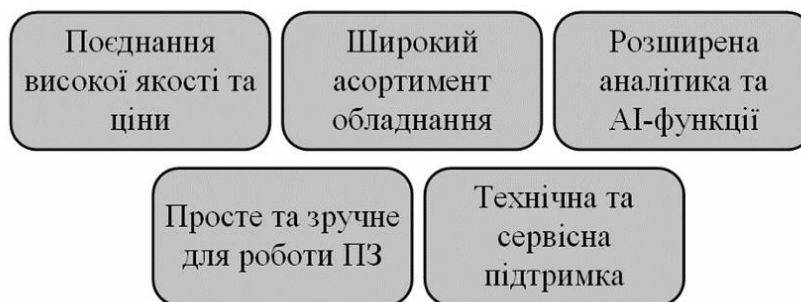 Поєднання
високої якості та
ціни
Широкий
асортимент
обладнання
Розширена
аналітика та
AI-функції
Просте та зручне
для роботи ПЗ
Технічна та
сервісна
підтримка